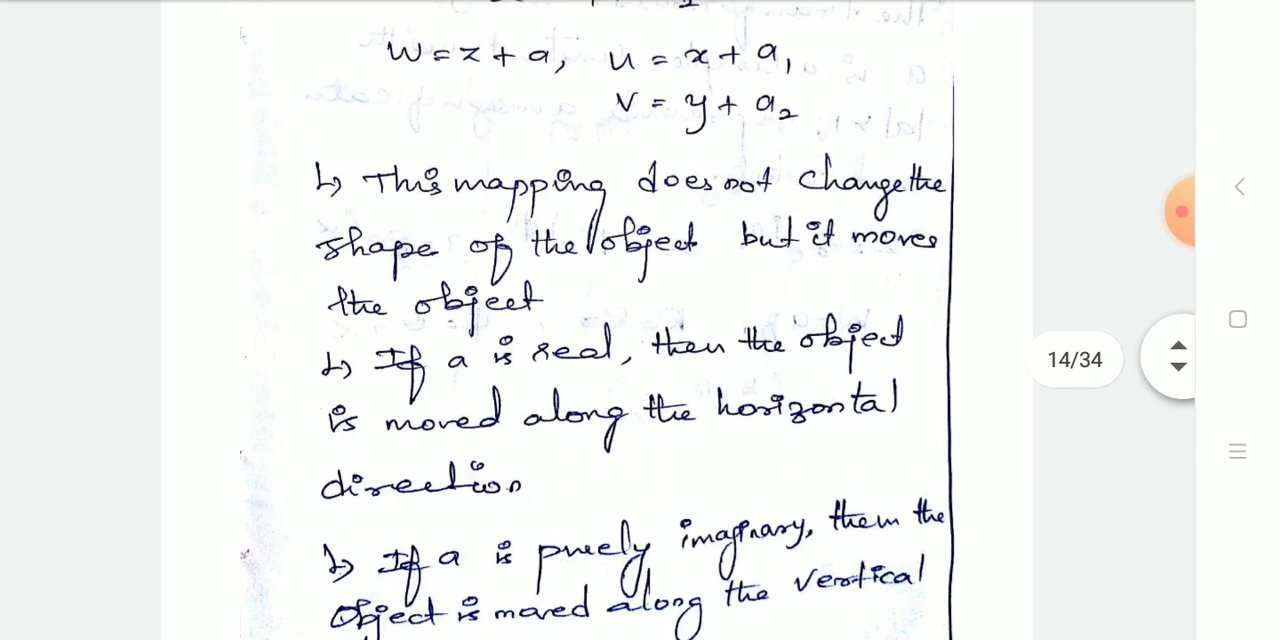 W = z + a, u = x + a₁
v = y + a₂
↳ This mapping does not change the
shape of the object but it moves
the object
↳ If a is real, then the object
is moved along the horizontal
direction
↳ If a is purely imaginary, them the
object is moved along the vertical
14/34